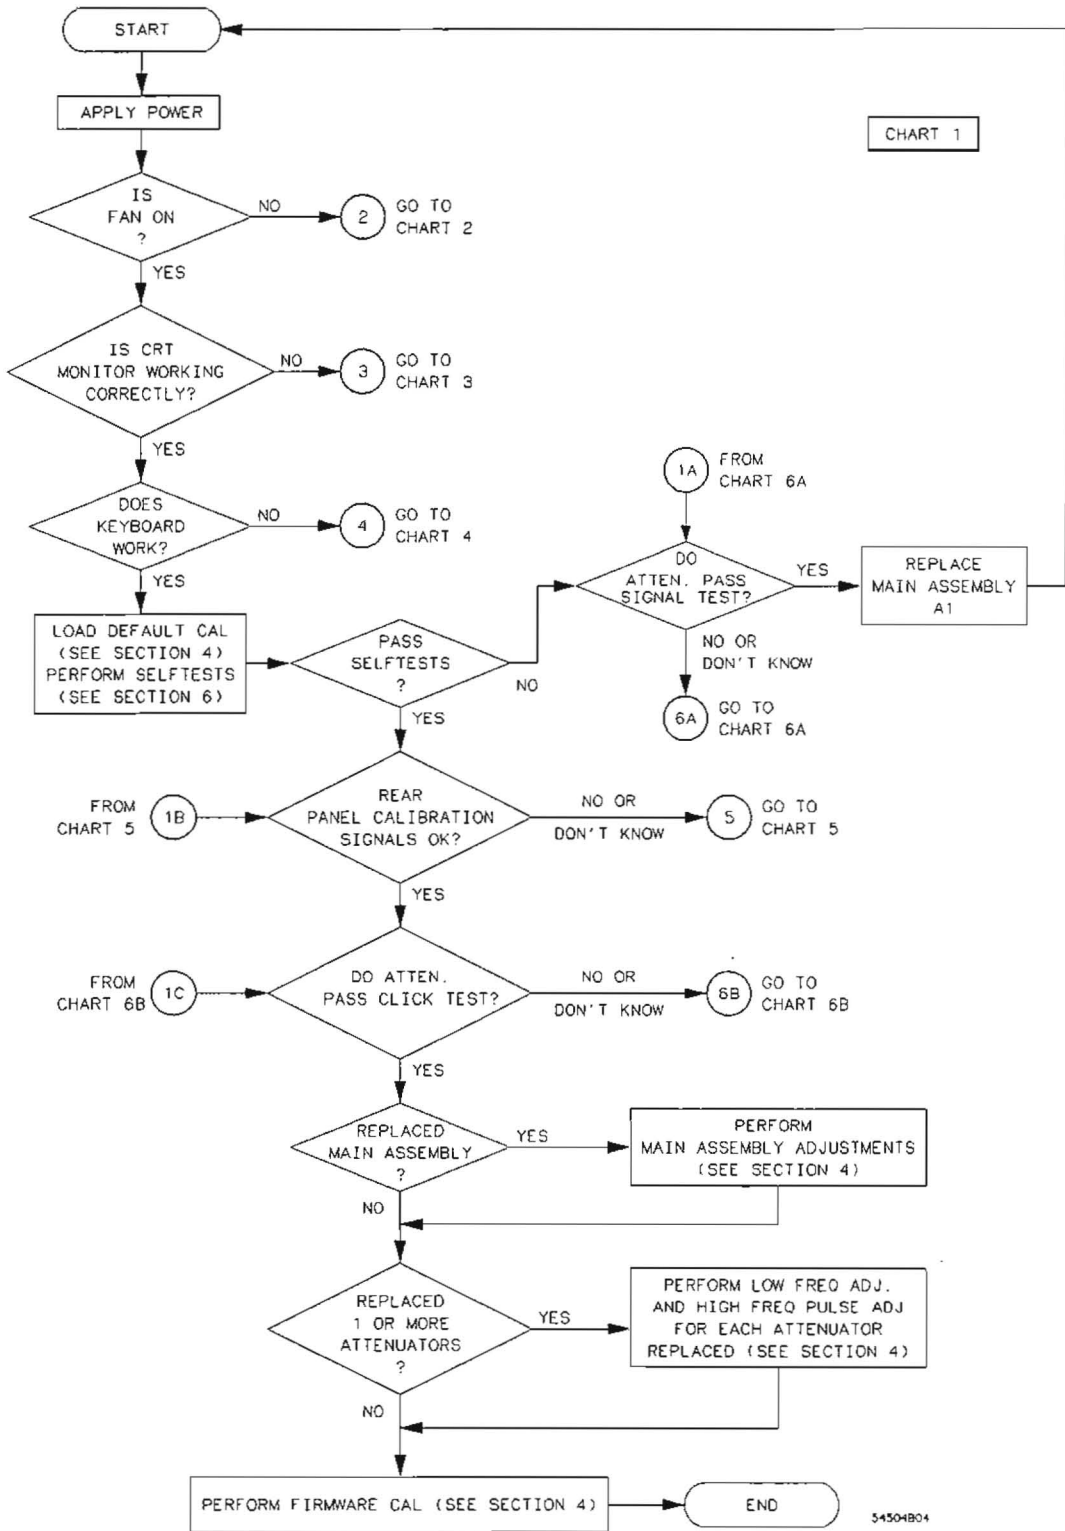 START
APPLY POWER
CHART 1
IS
FAN ON
?
NO
2
GO TO
CHART 2
YES
IS CRT
MONITOR WORKING
CORRECTLY?
NO
3
GO TO
CHART 3
YES
DOES
KEYBOARD
WORK?
NO
4
GO TO
CHART 4
YES
1A
FROM
CHART 6A
DO
ATTEN. PASS
SIGNAL TEST?
YES
REPLACE
MAIN ASSEMBLY
A1
NO OR
DON'T KNOW
6A
GO TO
CHART 6A
LOAD DEFAULT CAL
(SEE SECTION 4)
PERFORM SELFTESTS
(SEE SECTION 6)
PASS
SELFTESTS
?
NO
YES
FROM
CHART 5
1B
REAR
PANEL CALIBRATION
SIGNALS OK?
NO OR
DON'T KNOW
5
GO TO
CHART 5
YES
FROM
CHART 6B
1C
DO ATTEN.
PASS CLICK TEST?
NO OR
DON'T KNOW
6B
GO TO
CHART 6B
YES
REPLACED
MAIN ASSEMBLY
?
YES
PERFORM
MAIN ASSEMBLY ADJUSTMENTS
(SEE SECTION 4)
NO
REPLACED
1 OR MORE
ATTENUATORS
?
YES
PERFORM LOW FREQ ADJ.
AND HIGH FREQ PULSE ADJ
FOR EACH ATTENUATOR
REPLACED (SEE SECTION 4)
NO
PERFORM FIRMWARE CAL (SEE SECTION 4)
END
54504B04